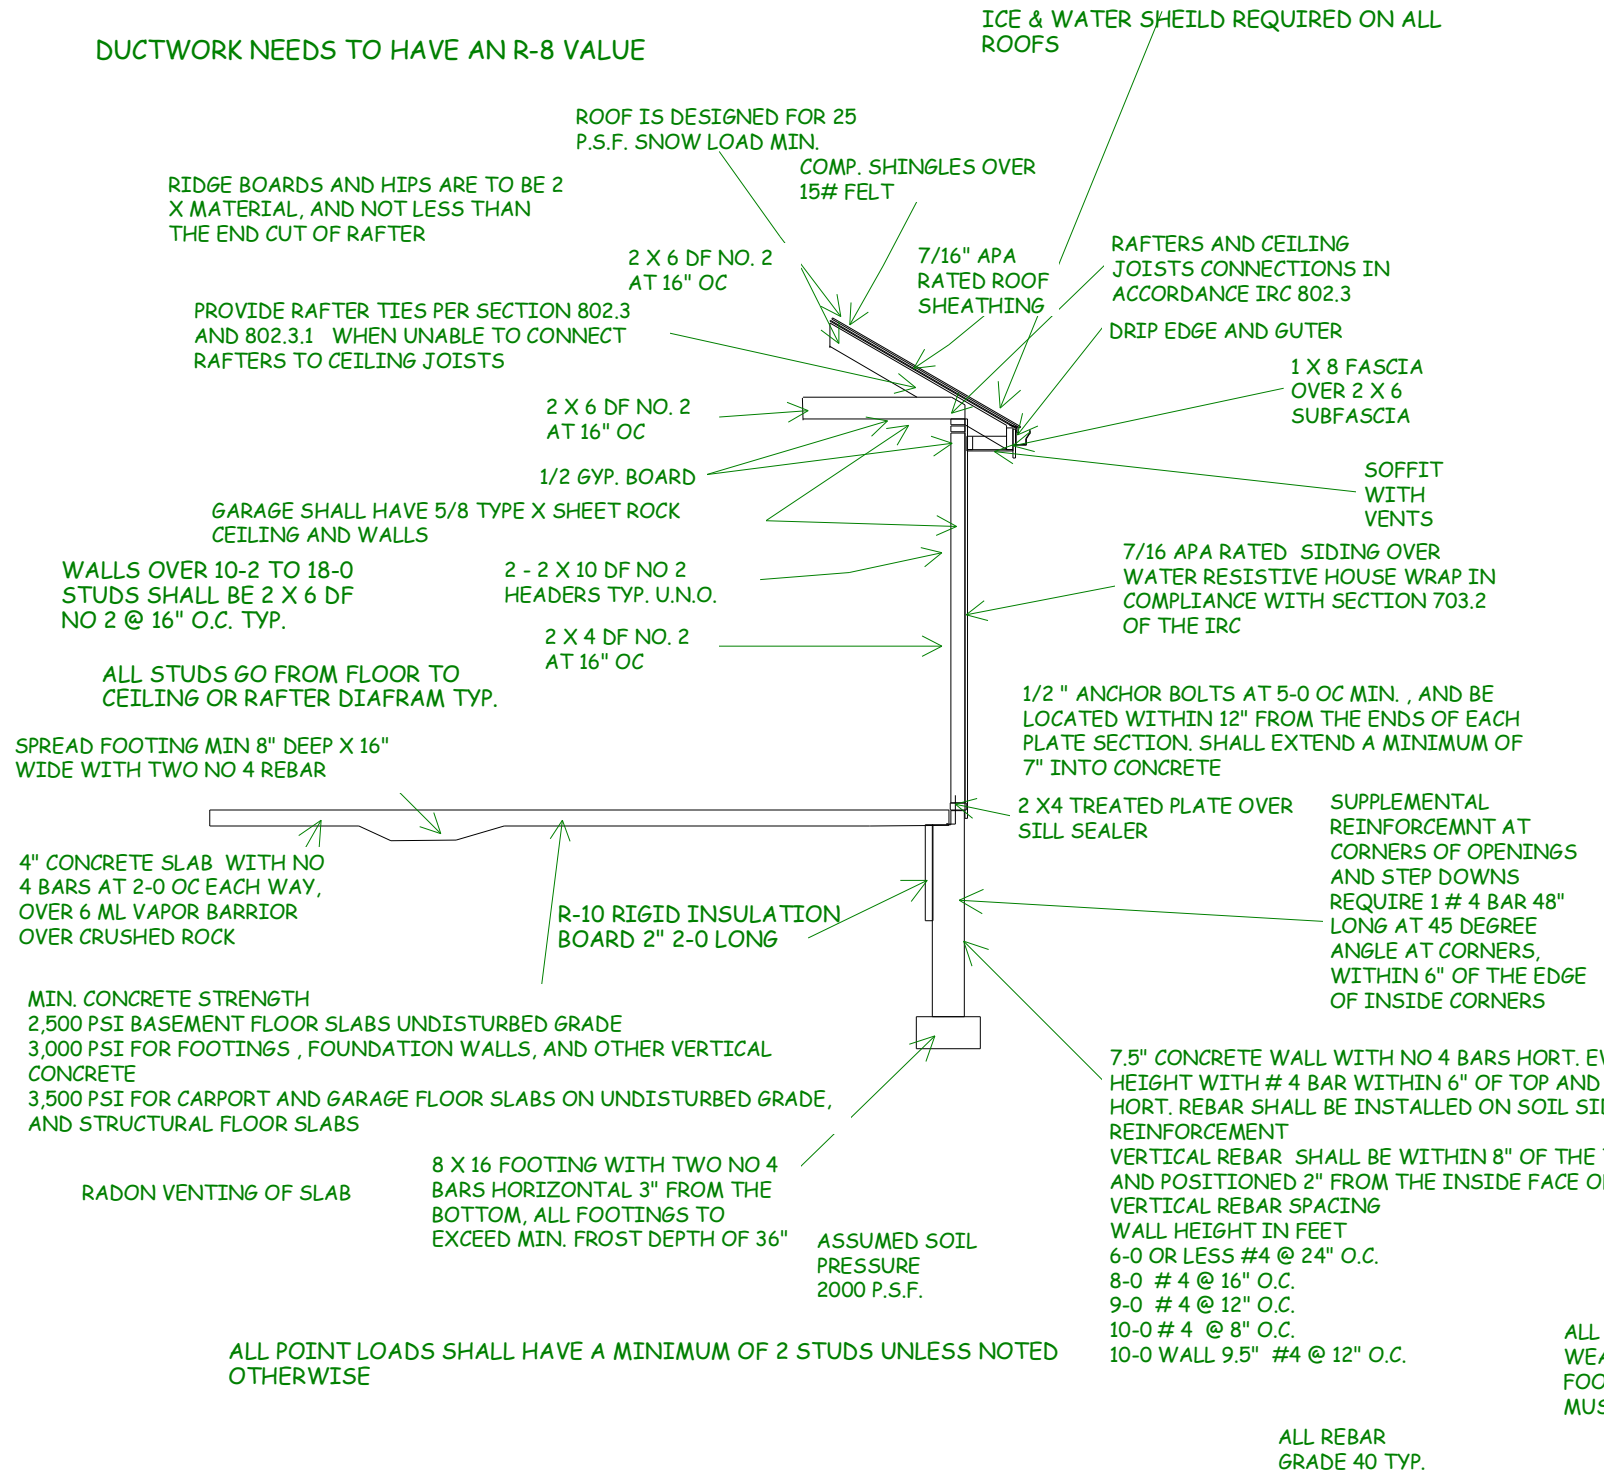 ICE & WATER SHEILD REQUIRED ON ALL
ROOFS
DUCTWORK NEEDS TO HAVE AN R-8 VALUE
ROOF IS DESIGNED FOR 25
P.S.F. SNOW LOAD MIN.
COMP. SHINGLES OVER
15# FELT
RIDGE BOARDS AND HIPS ARE TO BE 2
X MATERIAL, AND NOT LESS THAN
THE END CUT OF RAFTER
2 X 6 DF NO. 2
AT 16" OC
7/16" APA
RATED ROOF
SHEATHING
RAFTERS AND CEILING
JOISTS CONNECTIONS IN
ACCORDANCE IRC 802.3
PROVIDE RAFTER TIES PER SECTION 802.3
AND 802.3.1 WHEN UNABLE TO CONNECT
RAFTERS TO CEILING JOISTS
DRIP EDGE AND GUTER
1 X 8 FASCIA
OVER 2 X 6
SUBFASCIA
2 X 6 DF NO. 2
AT 16" OC
1/2 GYP. BOARD
SOFFIT
WITH
VENTS
GARAGE SHALL HAVE 5/8 TYPE X SHEET ROCK
CEILING AND WALLS
WALLS OVER 10-2 TO 18-0
STUDS SHALL BE 2 X 6 DF
NO 2 @ 16" O.C. TYP.
2 - 2 X 10 DF NO 2
HEADERS TYP. U.N.O.
7/16 APA RATED SIDING OVER
WATER RESISTIVE HOUSE WRAP IN
COMPLIANCE WITH SECTION 703.2
OF THE IRC
2 X 4 DF NO. 2
AT 16" OC
ALL STUDS GO FROM FLOOR TO
CEILING OR RAFTER DIAFRAM TYP.
1/2 " ANCHOR BOLTS AT 5-0 OC MIN. , AND BE
LOCATED WITHIN 12" FROM THE ENDS OF EACH
PLATE SECTION. SHALL EXTEND A MINIMUM OF
7" INTO CONCRETE
SPREAD FOOTING MIN 8" DEEP X 16"
WIDE WITH TWO NO 4 REBAR
2 X4 TREATED PLATE OVER
SILL SEALER
SUPPLEMENTAL
REINFORCEMNT AT
CORNERS OF OPENINGS
AND STEP DOWNS
REQUIRE 1 # 4 BAR 48"
LONG AT 45 DEGREE
ANGLE AT CORNERS,
WITHIN 6" OF THE EDGE
OF INSIDE CORNERS
4" CONCRETE SLAB WITH NO
4 BARS AT 2-0 OC EACH WAY,
OVER 6 ML VAPOR BARRIOR
OVER CRUSHED ROCK
R-10 RIGID INSULATION
BOARD 2" 2-0 LONG
MIN. CONCRETE STRENGTH
2,500 PSI BASEMENT FLOOR SLABS UNDISTURBED GRADE
3,000 PSI FOR FOOTINGS , FOUNDATION WALLS, AND OTHER VERTICAL
CONCRETE
3,500 PSI FOR CARPORT AND GARAGE FLOOR SLABS ON UNDISTURBED GRADE,
AND STRUCTURAL FLOOR SLABS
7.5" CONCRETE WALL WITH NO 4 BARS HORT.
HEIGHT WITH # 4 BAR WITHIN 6" OF TOP AND
HORT. REBAR SHALL BE INSTALLED ON SOIL
REINFORCEMENT
VERTICAL REBAR SHALL BE WITHIN 8" OF THE
AND POSITIONED 2" FROM THE INSIDE FACE
VERTICAL REBAR SPACING
WALL HEIGHT IN FEET
6-0 OR LESS #4 @ 24" O.C.
8-0 # 4 @ 16" O.C.
9-0 # 4 @ 12" O.C.
10-0 # 4 @ 8" O.C.
10-0 WALL 9.5" #4 @ 12" O.C.
8 X 16 FOOTING WITH TWO NO 4
BARS HORIZONTAL 3" FROM THE
BOTTOM, ALL FOOTINGS TO
EXCEED MIN. FROST DEPTH OF 36"
RADON VENTING OF SLAB
ASSUMED SOIL
PRESSURE
2000 P.S.F.
ALL POINT LOADS SHALL HAVE A MINIMUM OF 2 STUDS UNLESS NOTED
OTHERWISE
ALL
ALL REBAR
GRADE 40 TYP.